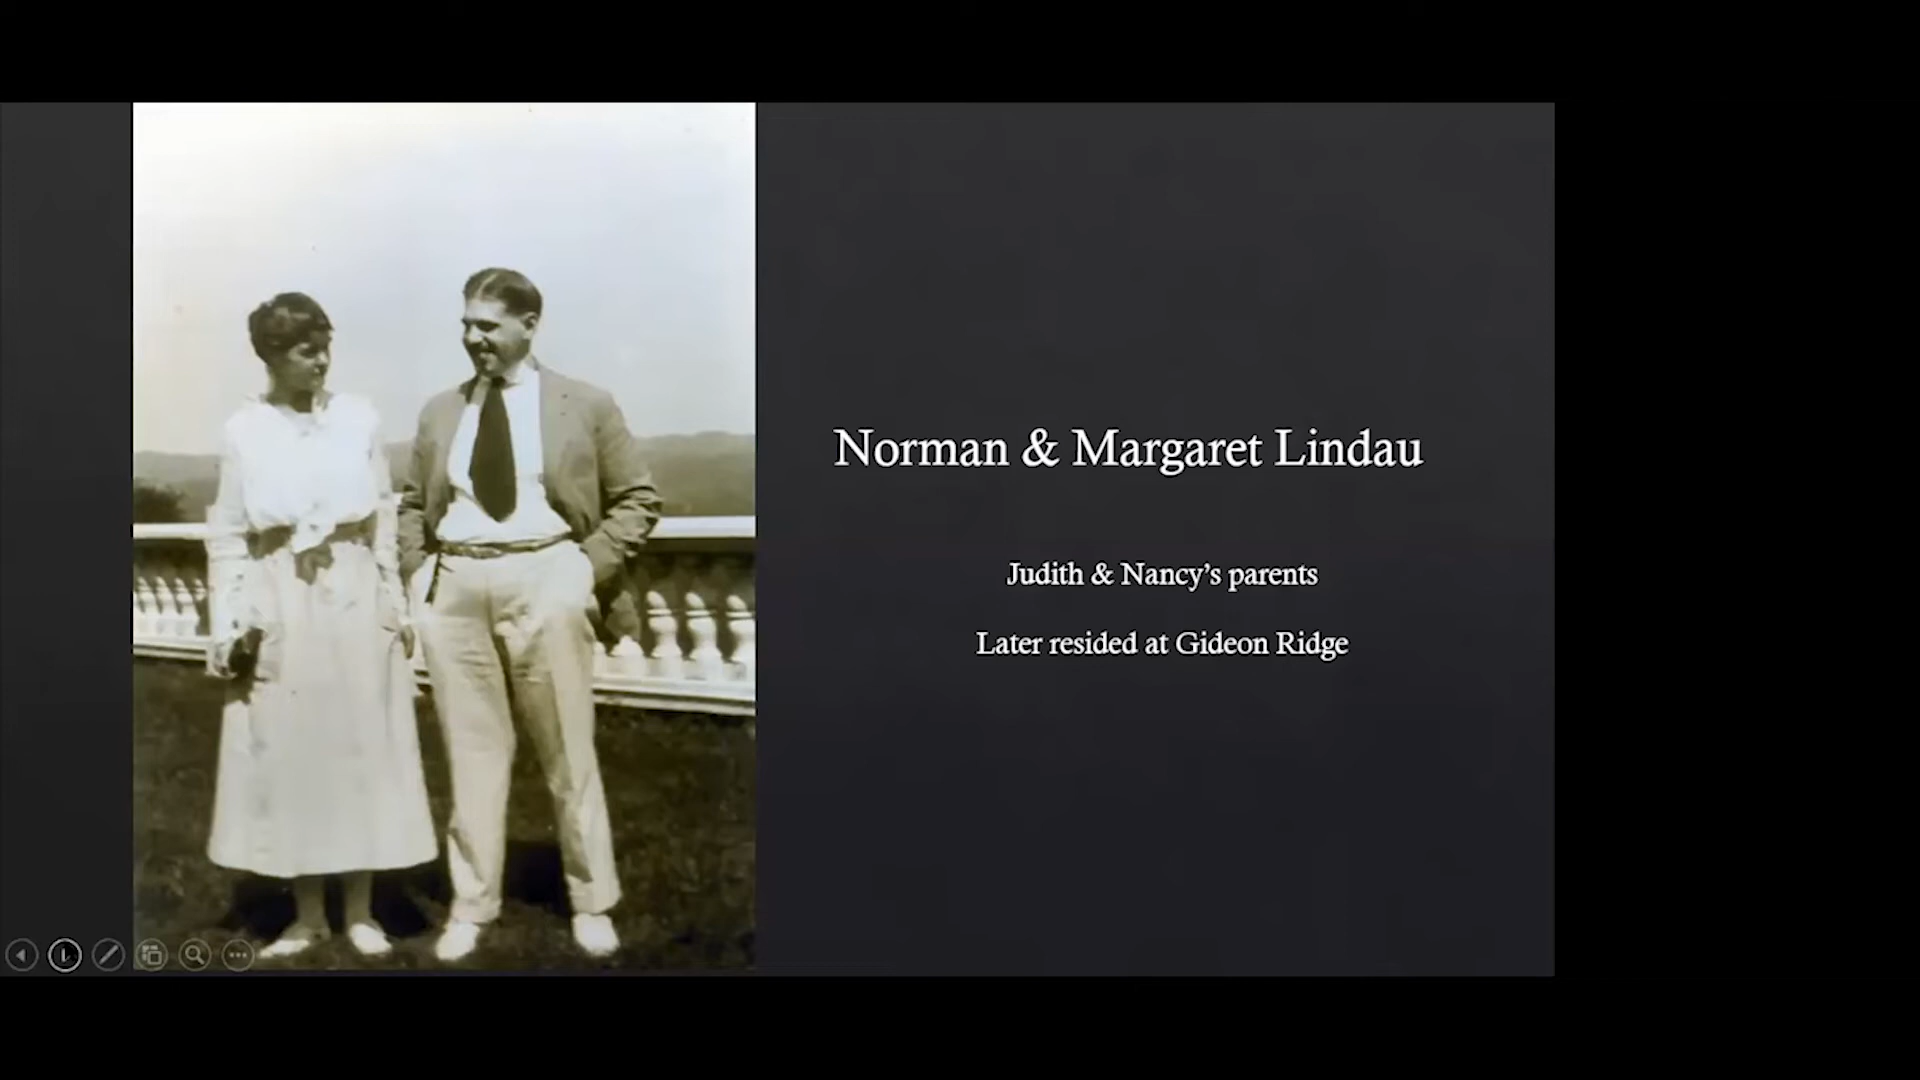 Norman & Margaret Lindau
Judith & Nancy’s parents
Later resided at Gideon Ridge